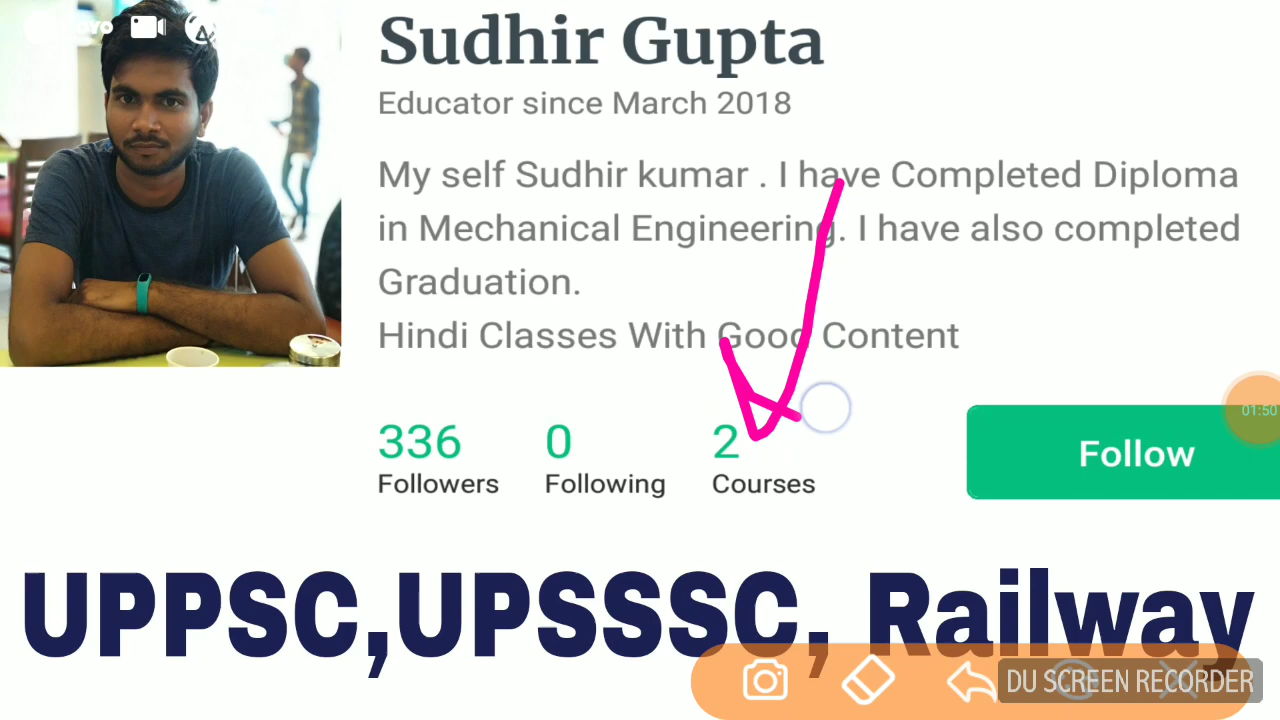 Sudhir Gupta
Educator since March 2018
My self Sudhir kumar . I have Completed Diploma
in Mechanical Engineering. I have also completed
Graduation.
Hindi Classes With Good Content
336 0 2
Followers Following Courses
Follow
01:50
UPPSC,UPSSSC, Railway
DU SCREEN RECORDER